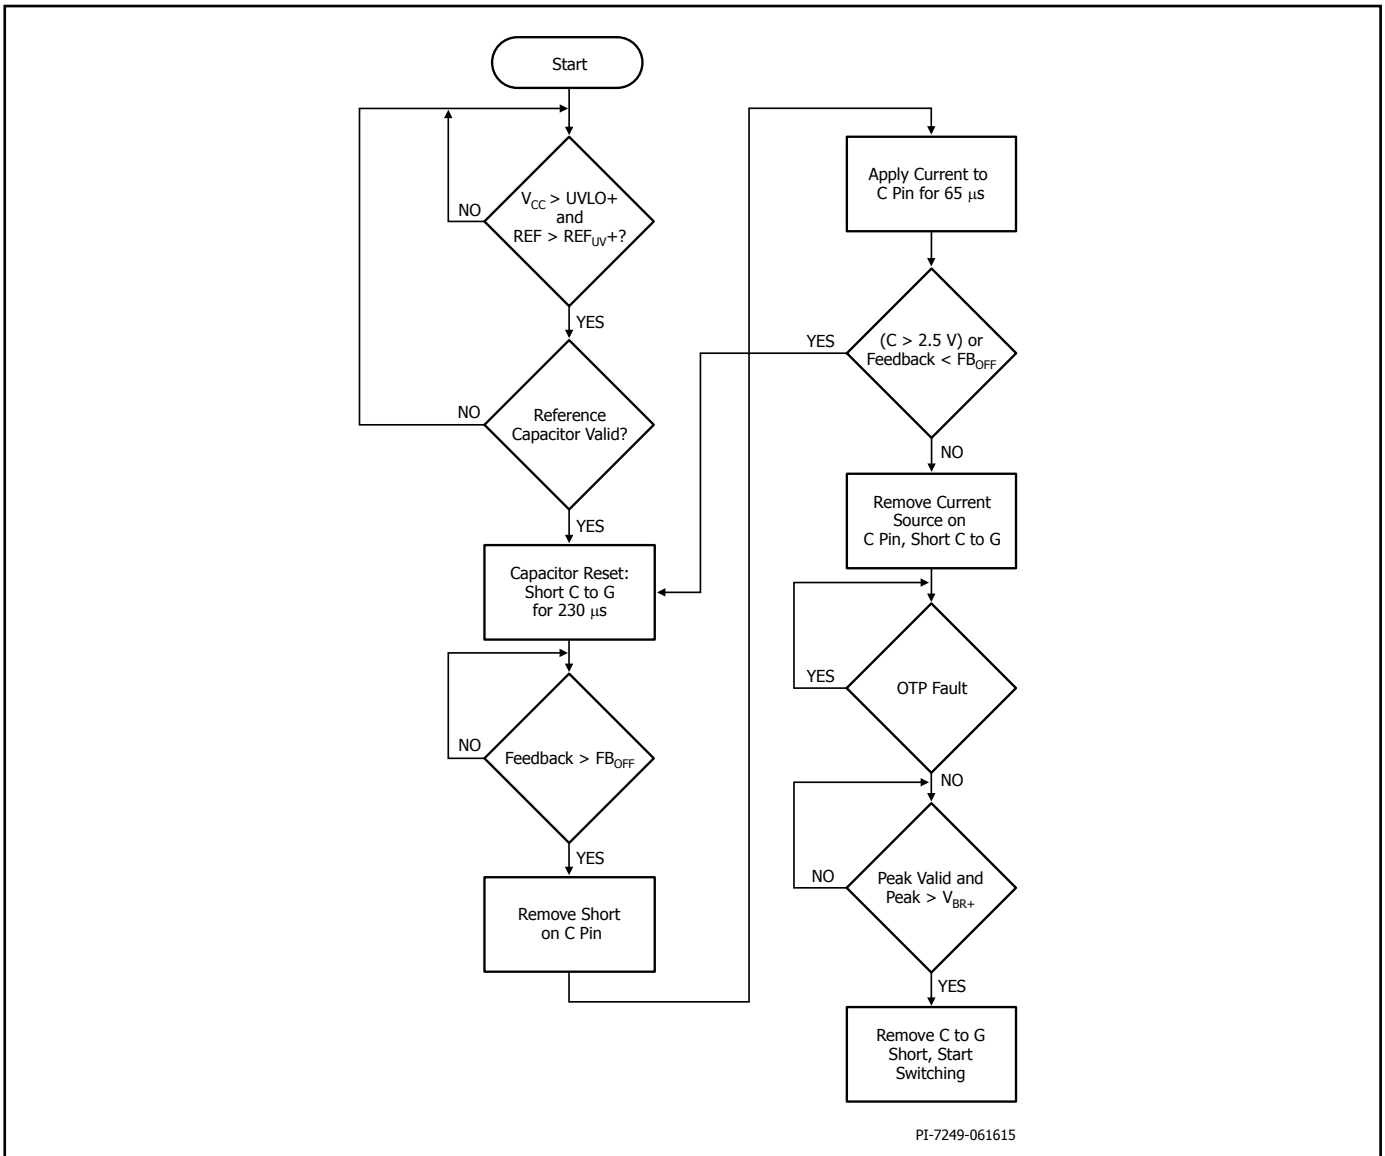 Start
V_CC > UVLO+
and
REF > REF_UV+?
NO
YES
Reference
Capacitor Valid?
NO
YES
Capacitor Reset:
Short C to G
for 230 μs
Feedback > FB_OFF
NO
YES
Remove Short
on C Pin
Apply Current to
C Pin for 65 μs
(C > 2.5 V) or
Feedback < FB_OFF
YES
NO
Remove Current
Source on
C Pin, Short C to G
OTP Fault
YES
NO
Peak Valid and
Peak > V_BR+
NO
YES
Remove C to G
Short, Start
Switching
PI-7249-061615